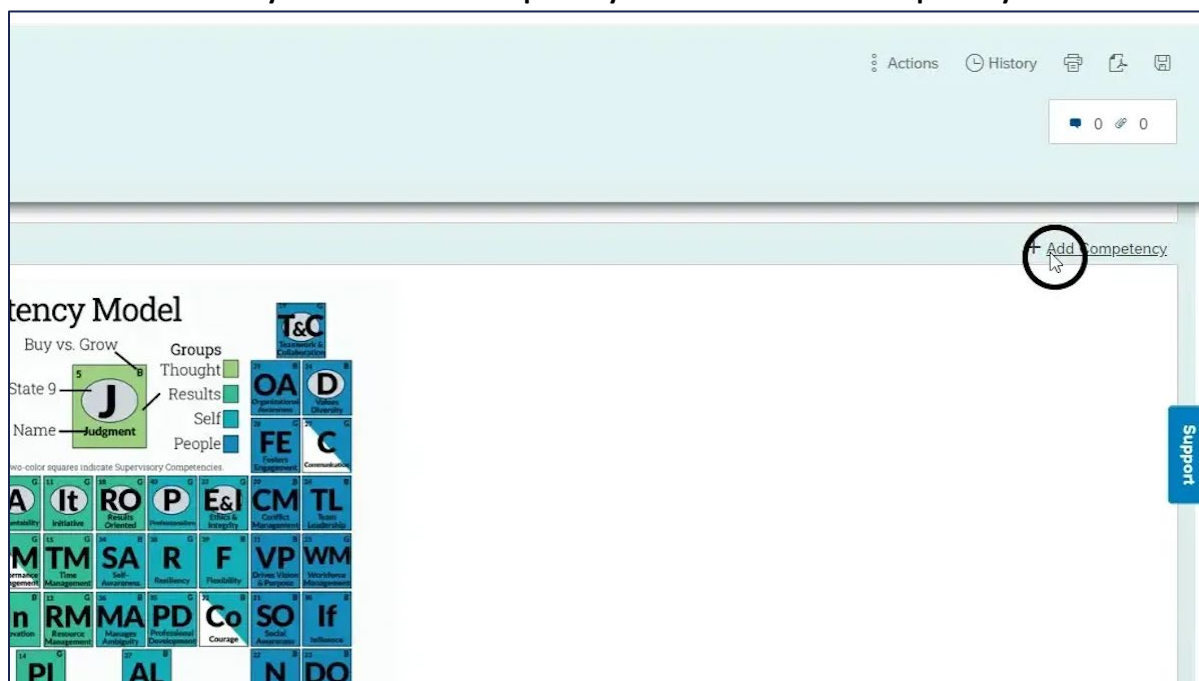 Actions History
0 0
+ Add Competency
tency Model
Buy vs. Grow
Groups
Thought
State 9
Results
Self
Name
People
5 B
J
Judgment
wo-color squares indicate Supervisory Competencies.
T&C
Teamwork &
Collaboration
OA D
Organizational
Awareness
Values
Diversity
FE C
Fosters
Engagement
Communication
A It RO P E&I CM TL
ntability Initiative Results
Oriented Professionalism Ethics &
Integrity Conflict
Management Team
Leadership
M TM SA R F VP WM
rmance
gement Time
Management Self-
Awareness Resiliency Flexibility Drives Vision
& Purpose Workforce
Management
n RM MA PD Co SO If
vation Resource
Management Manages
Ambiguity Professional
Development Courage Social
Awareness Influence
PI AL N DO
Support